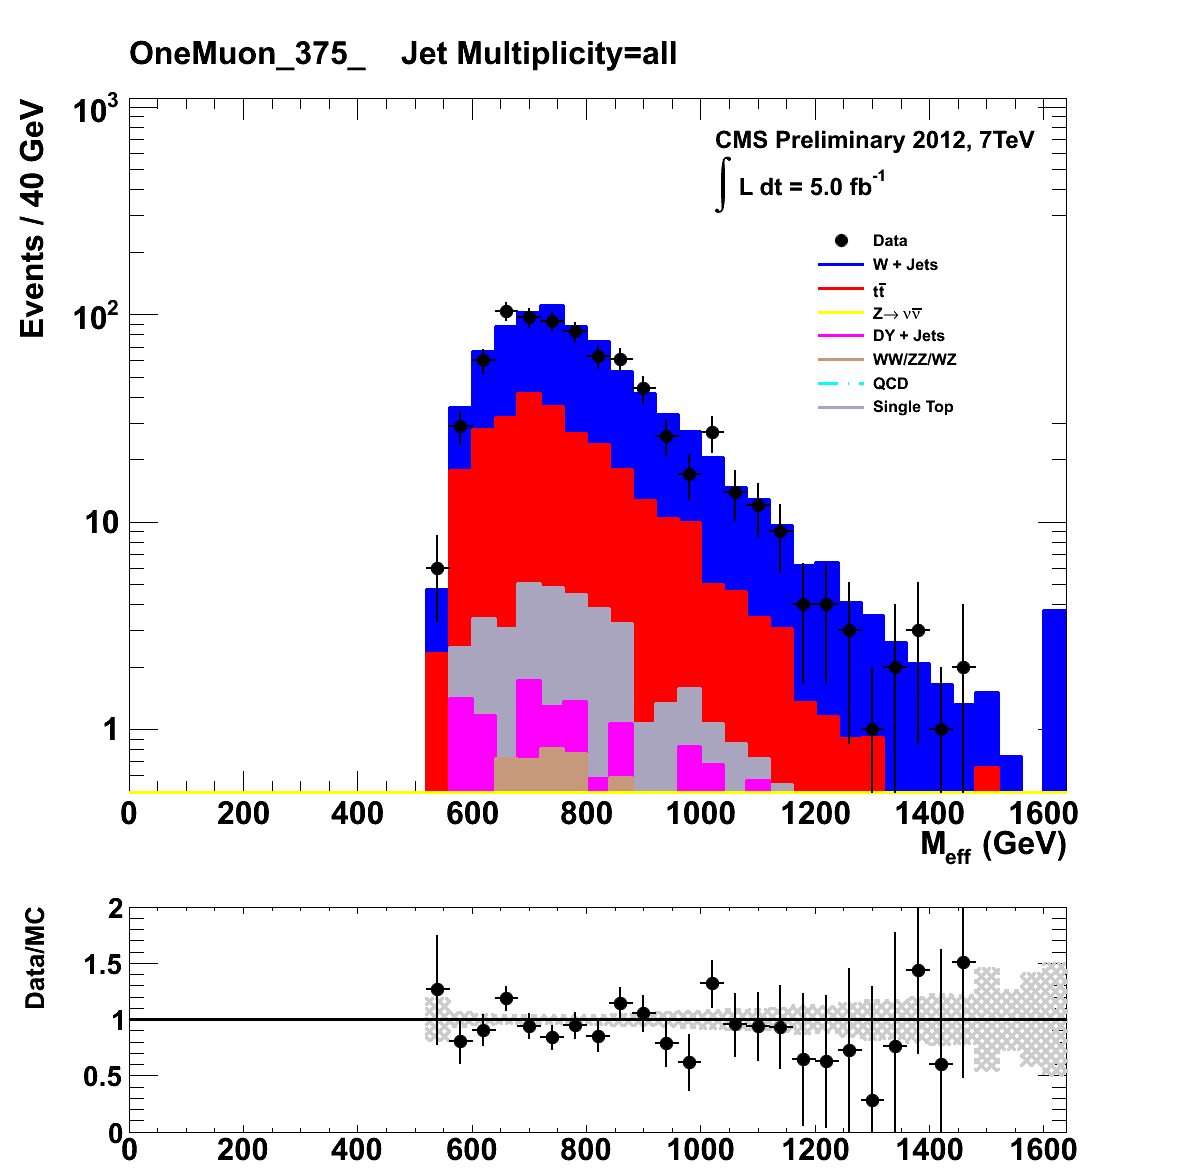 OneMuon_375_ Jet Multiplicity=all
Events / 40 GeV
10³
10²
10
1
CMS Preliminary 2012, 7TeV
∫ L dt = 5.0 fb⁻¹
Data
W + Jets
tt̅
Z→ νν̅
DY + Jets
WW/ZZ/WZ
QCD
Single Top
0 200 400 600 800 1000 1200 1400 1600
M_eff (GeV)
Data/MC
2
1.5
1
0.5
0
0 200 400 600 800 1000 1200 1400 1600